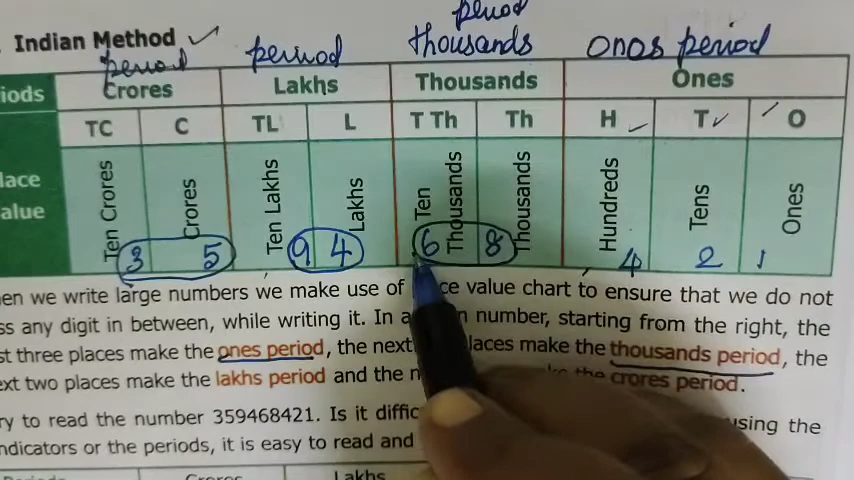 period
Indian Method
period period thousands ones period
iods Crores Lakhs Thousands Ones
TC C TL L T Th Th H T O
lace
alue
Ten Crores Crores Ten Lakhs Lakhs Ten Thousands Thousands Hundreds Tens Ones
3 5 9 4 6 8 4 2 1
en we write large numbers we make use of ce value chart to ensure that we do not
ss any digit in between, while writing it. In a n number, starting from the right, the
st three places make the ones period, the next laces make the thousands period, the
ext two places make the lakhs period and the n the crores period.
ry to read the number 359468421. Is it diffic using the
ndicators or the periods, it is easy to read and
Periods Crores Lakhs